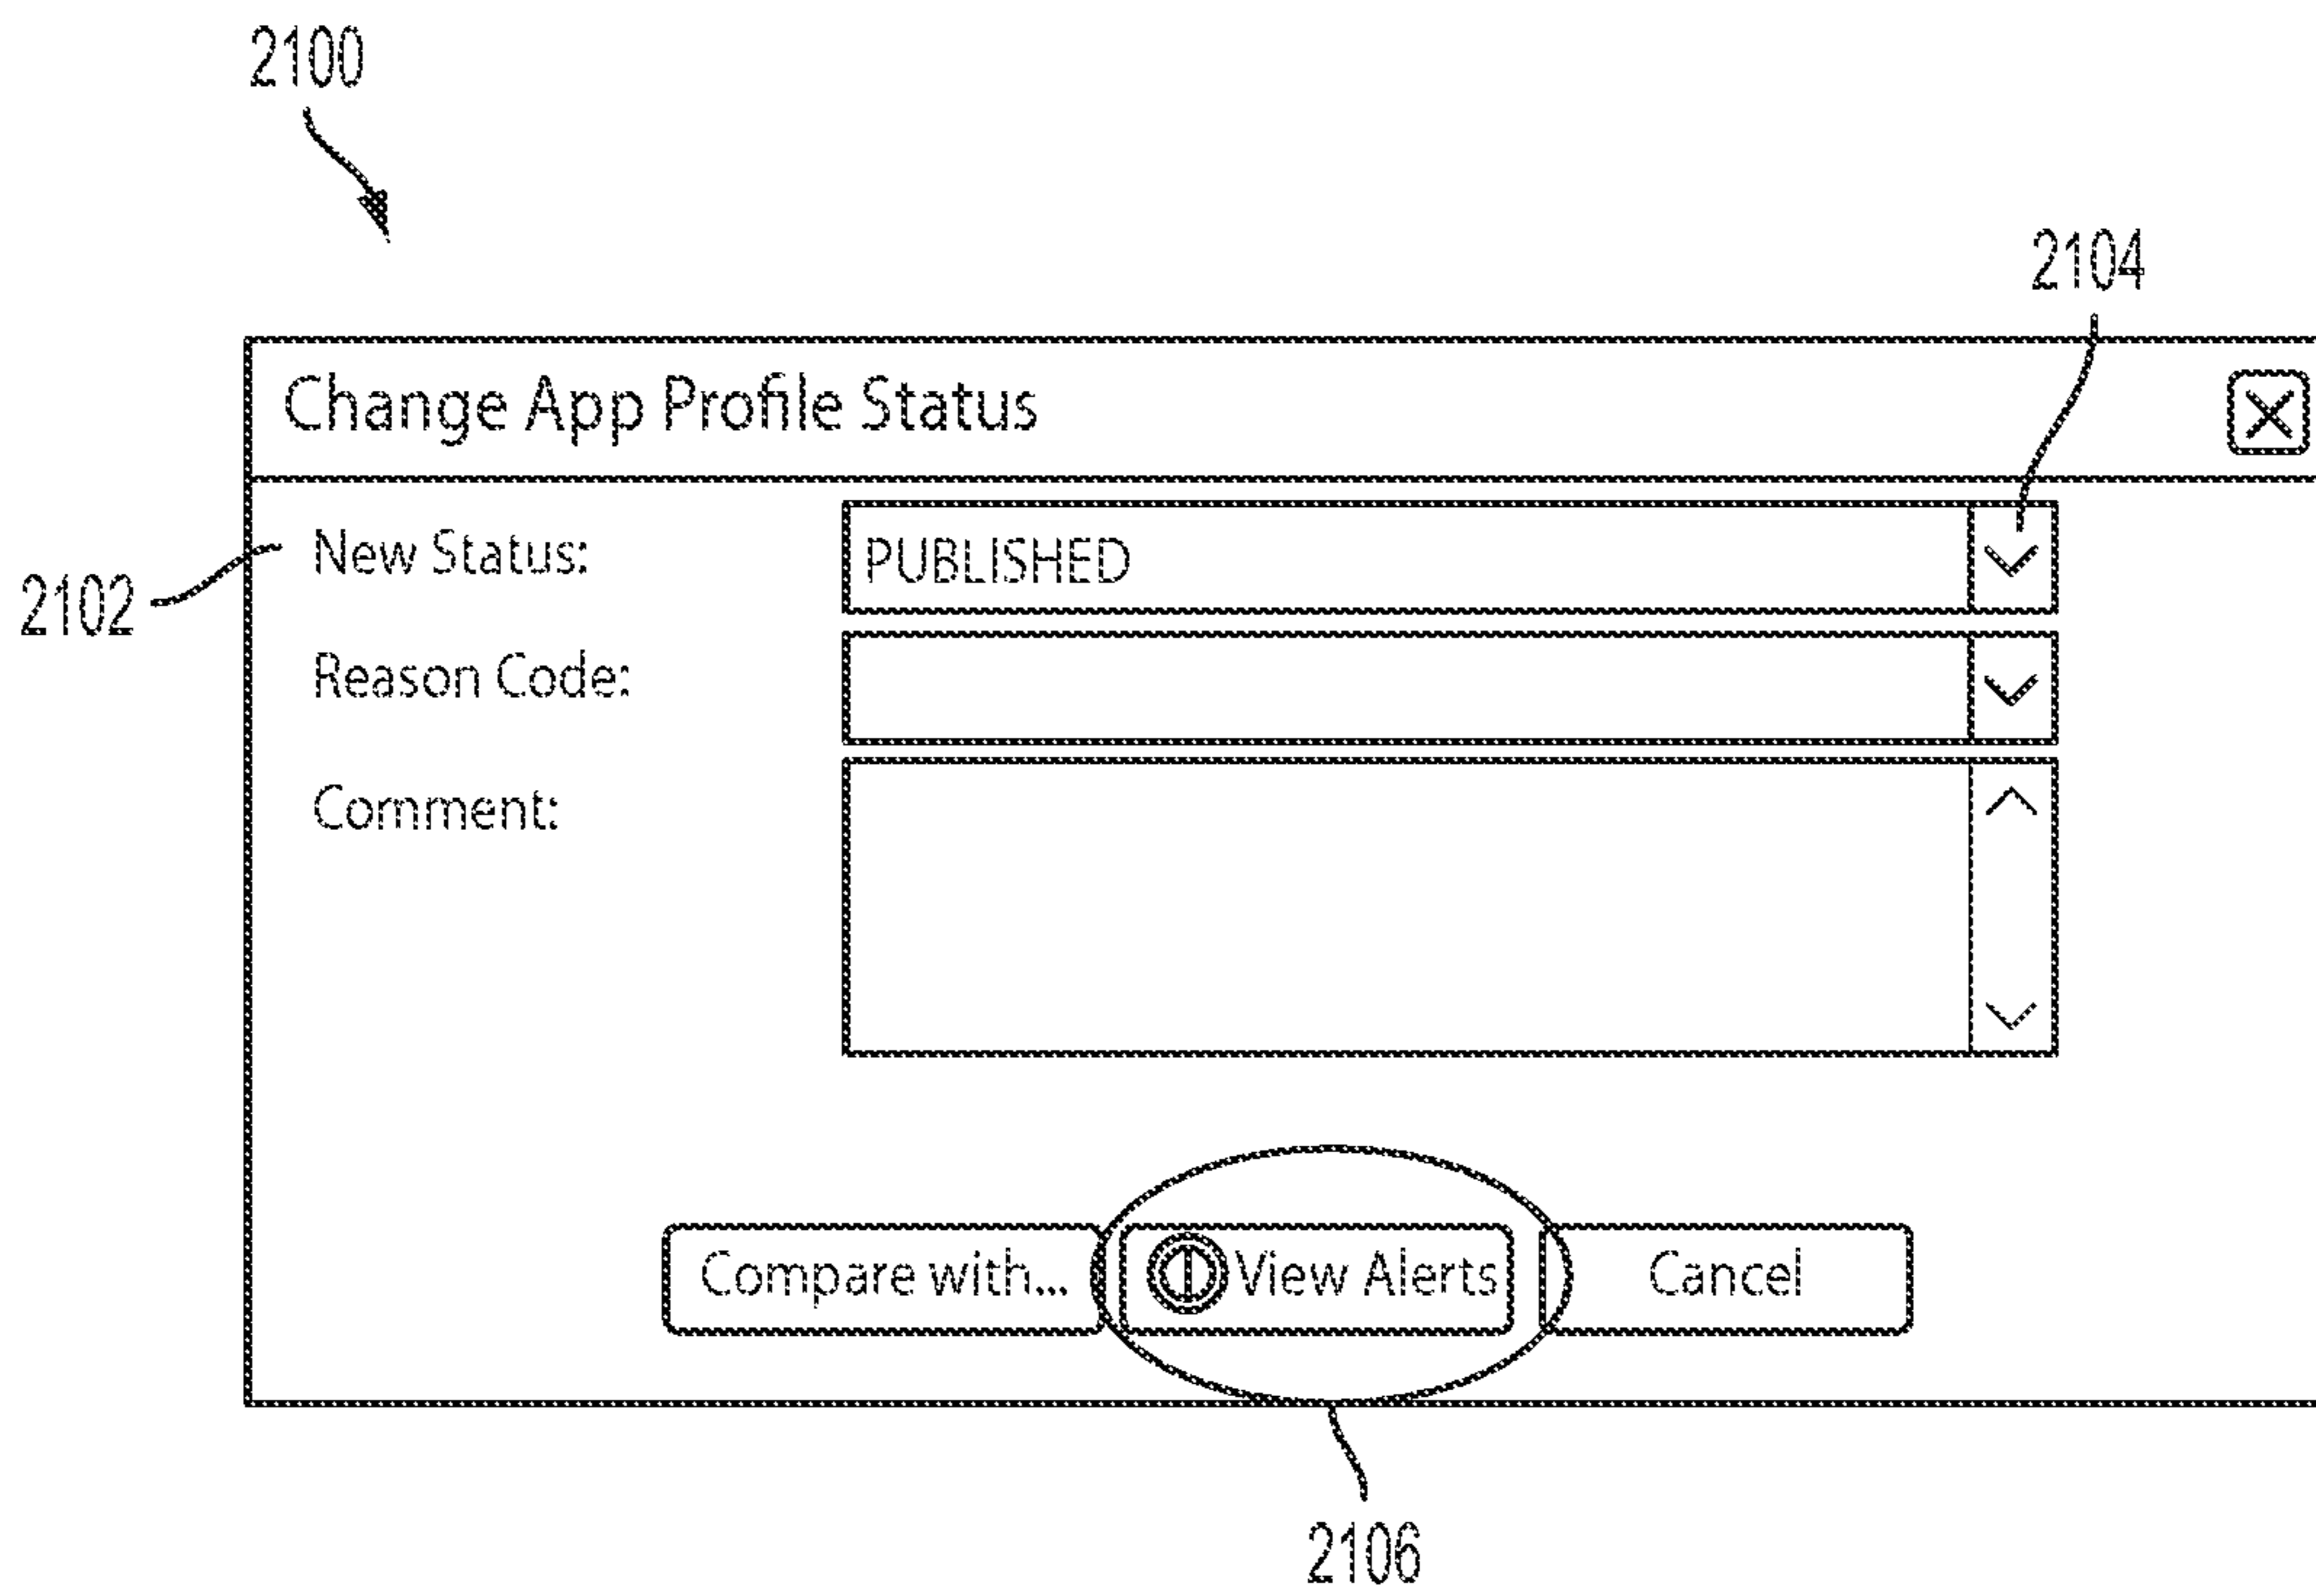 2100
2104
Change App Profile Status
2102
New Status:
PUBLISHED
Reason Code:
Comment:
Compare with... View Alerts Cancel
2106